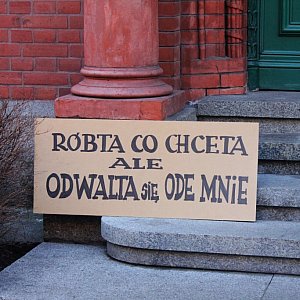 RÓBTA CO CHCETA
ALE
ODWALTA SIĘ ODE MNIE